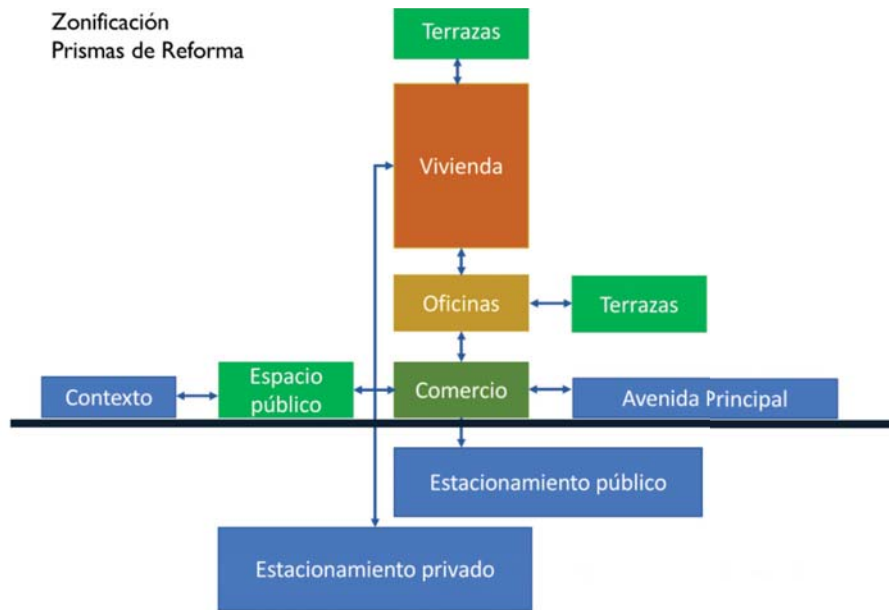 Zonificación
Prismas de Reforma
Terrazas
Vivienda
Oficinas
Terrazas
Contexto
Espacio
público
Comercio
Avenida Principal
Estacionamiento público
Estacionamiento privado